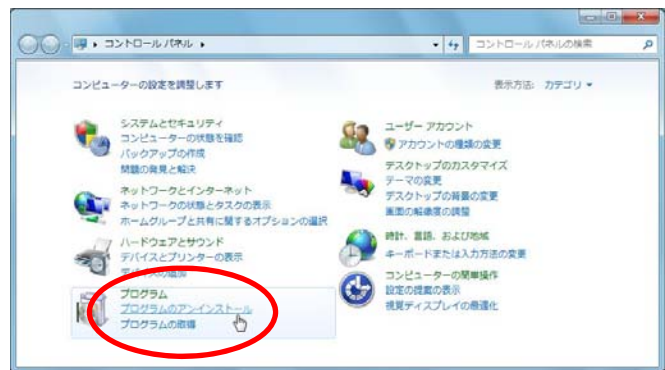 コントロール パネル
コントロール パネルの検索
コンピューターの設定を調整します
表示方法: カテゴリ
システムとセキュリティ
コンピューターの状態を確認
バックアップの作成
問題の発見と解決
ネットワークとインターネット
ネットワークの状態とタスクの表示
ホームグループと共有に関するオプションの選択
ハードウェアとサウンド
デバイスとプリンターの表示
デバイスの追加
プログラム
プログラムのアンインストール
プログラムの取得
ユーザー アカウント
アカウントの種類の変更
デスクトップのカスタマイズ
テーマの変更
デスクトップの背景の変更
画面の解像度の調整
時計、言語、および地域
キーボードまたは入力方法の変更
コンピューターの簡単操作
設定の提案の表示
視覚ディスプレイの最適化